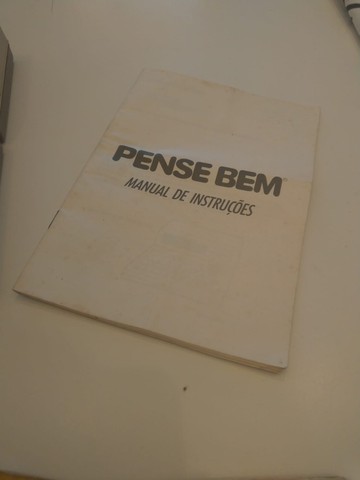 PENSE BEM
MANUAL DE INSTRUÇÕES